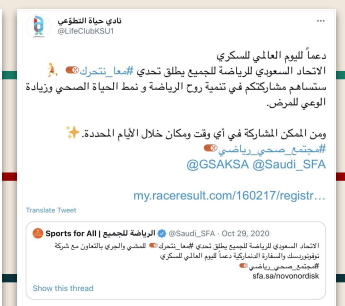 نادي حياة التطوّعي
@LifeClubKSU1
دعماً لليوم العالمي للسكري
الاتحاد السعودي للرياضة للجميع يطلق تحدي #معا_نتحرك
ستساهم مشاركتكم في تنمية روح الرياضة و نمط الحياة الصحي وزيادة
الوعي للمرض.
ومن الممكن المشاركة في أي وقت ومكان خلال الأيام المحددة.
#مجتمع_صحي_رياضي
@GSAKSA @Saudi_SFA
my.raceresult.com/160217/registr…
Translate Tweet
Sports for All | الرياضة للجميع @Saudi_SFA · Oct 29, 2020
الاتحاد السعودي للرياضة للجميع يطلق تحدي #معا_نتحرك للمشي والجري بالتعاون مع شركة
نوفونوردسك والسفارة الدنماركية دعماً لليوم العالمي للسكري
#مجتمع_صحي_رياضي
sfa.sa/novonordisk
Show this thread